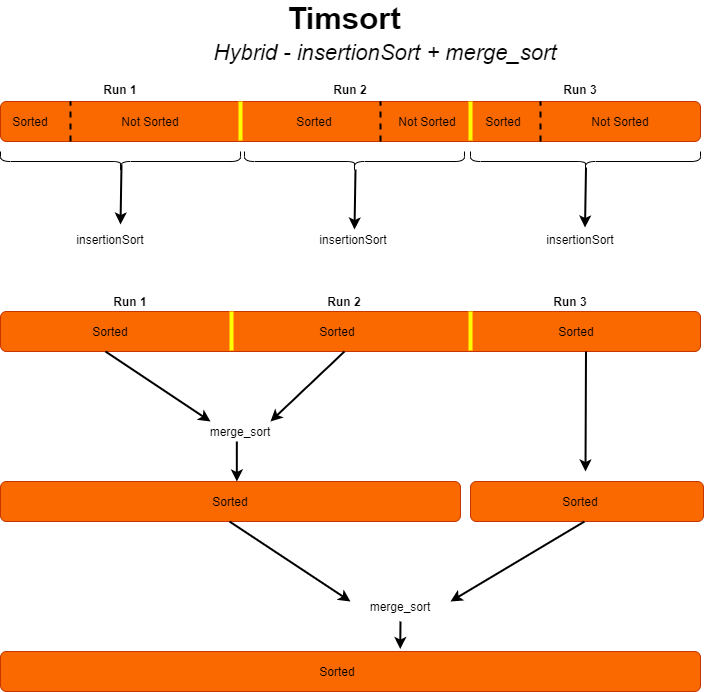 Timsort
Hybrid - insertionSort + merge_sort
Run 1 Run 2 Run 3
Sorted Not Sorted Sorted Not Sorted Sorted Not Sorted
insertionSort insertionSort insertionSort
Run 1 Run 2 Run 3
Sorted Sorted Sorted
merge_sort
Sorted Sorted
merge_sort
Sorted